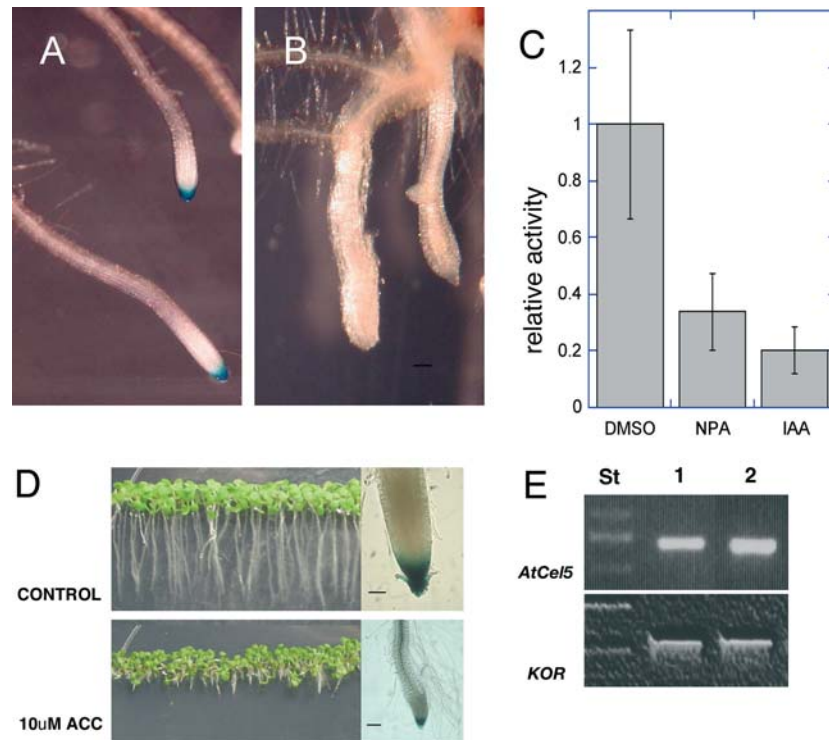 A
B
C
relative activity
1.2
1
0.8
0.6
0.4
0.2
0
DMSO NPA IAA
D
CONTROL
10uM ACC
E
St 1 2
AtCel5
KOR